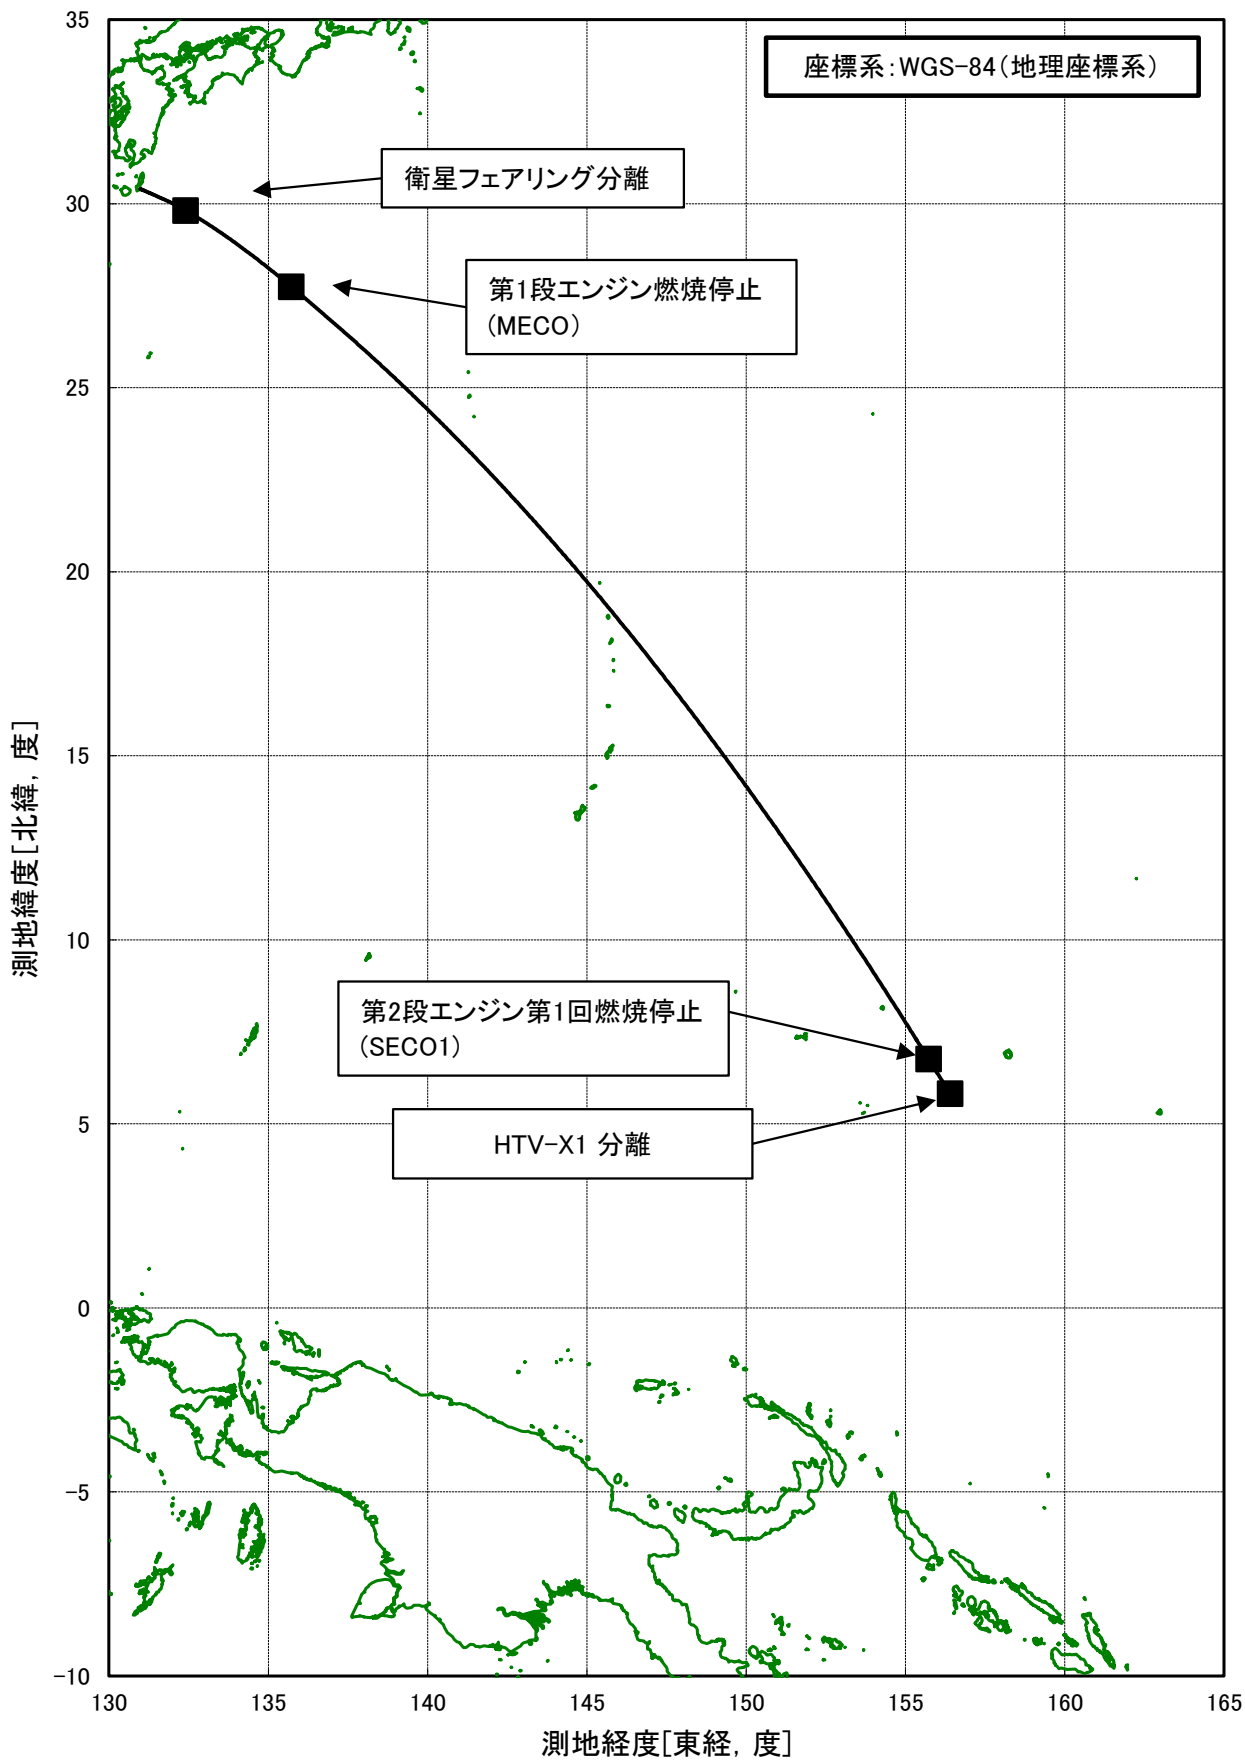 座標系:WGS-84(地理座標系)
衛星フェアリング分離
第1段エンジン燃焼停止
(MECO)
第2段エンジン第1回燃焼停止
(SECO1)
HTV-X1 分離
測地緯度[北緯, 度]
35
30
25
20
15
10
5
0
-5
-10
130 135 140 145 150 155 160 165
測地経度[東経, 度]